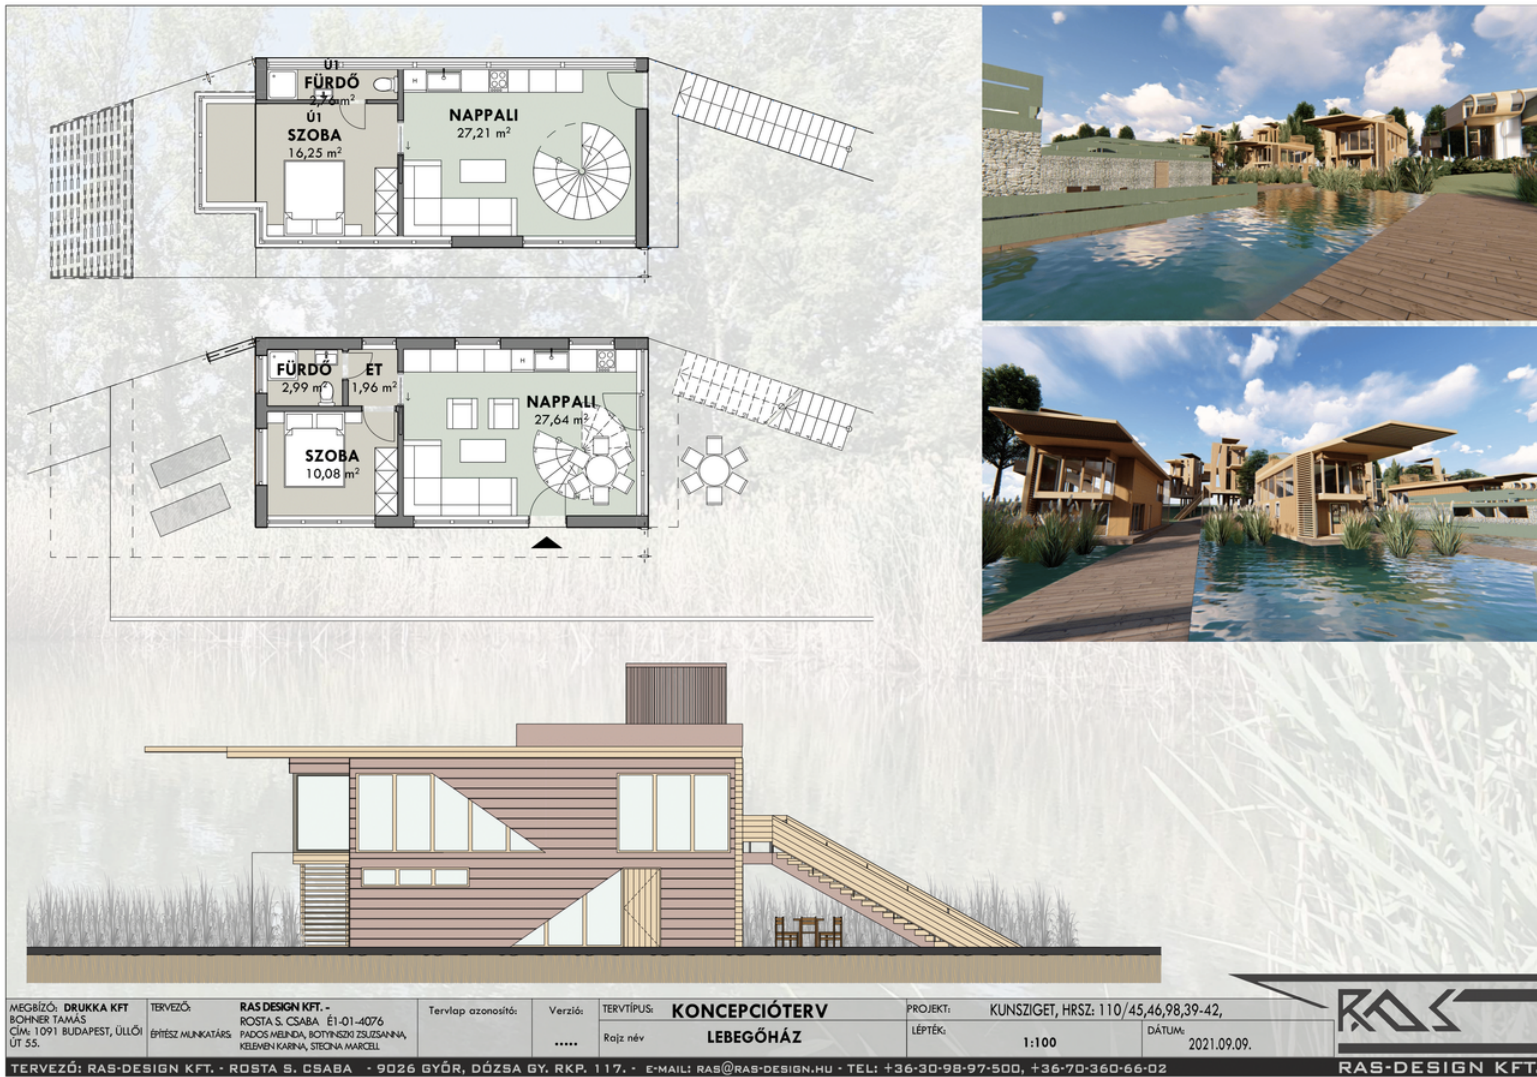 Ü1
FÜRDŐ
2,76 m²
Ü1
SZOBA
16,25 m²
NAPPALI
27,21 m²
H
FÜRDŐ
2,99 m²
ET
1,96 m²
H
NAPPALI
27,64 m²
SZOBA
10,08 m²
MEGBÍZÓ: DRUKKA KFT
BOHNER TAMÁS
CÍM: 1091 BUDAPEST, ÜLLŐI
ÚT 55.
TERVEZŐ: RAS DESIGN KFT. -
ROSTA S. CSABA É1-01-4076
ÉPÍTÉSZ MUNKATÁRS: PADOS MELINDA, BOTYINSZKI ZSUZSANNA,
KELEMEN KARINA, STECINA MARCELL
Tervlap azonosító:
Verzió:
.....
TERVTÍPUS: KONCEPCIÓTERV
Rajz név LEBEGŐHÁZ
PROJEKT: KUNSZIGET, HRSZ: 110/45,46,98,39-42,
LÉPTÉK: 1:100
DÁTUM: 2021.09.09.
RAS
TERVEZŐ: RAS-DESIGN KFT. - ROSTA S. CSABA - 9026 GYŐR, DÓZSA GY. RKP. 117. - E-MAIL: RAS@RAS-DESIGN.HU - TEL: +36-30-98-97-500, +36-70-360-66-02
RAS-DESIGN KFT.